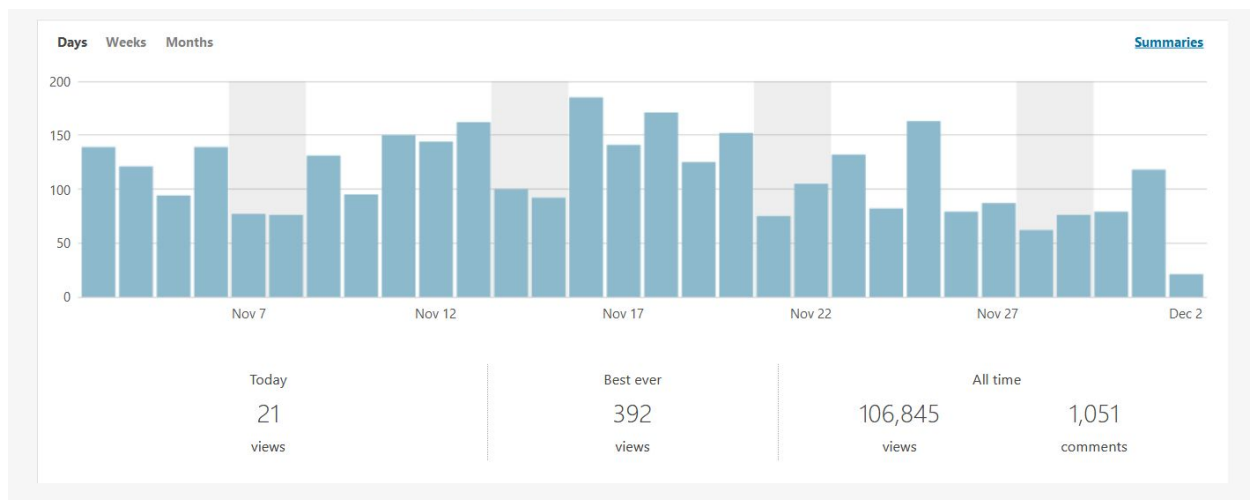 Days Weeks Months Summaries
200
150
100
50
0
Nov 7 Nov 12 Nov 17 Nov 22 Nov 27 Dec 2
Today Best ever All time
21 392 106,845 1,051
views views views comments